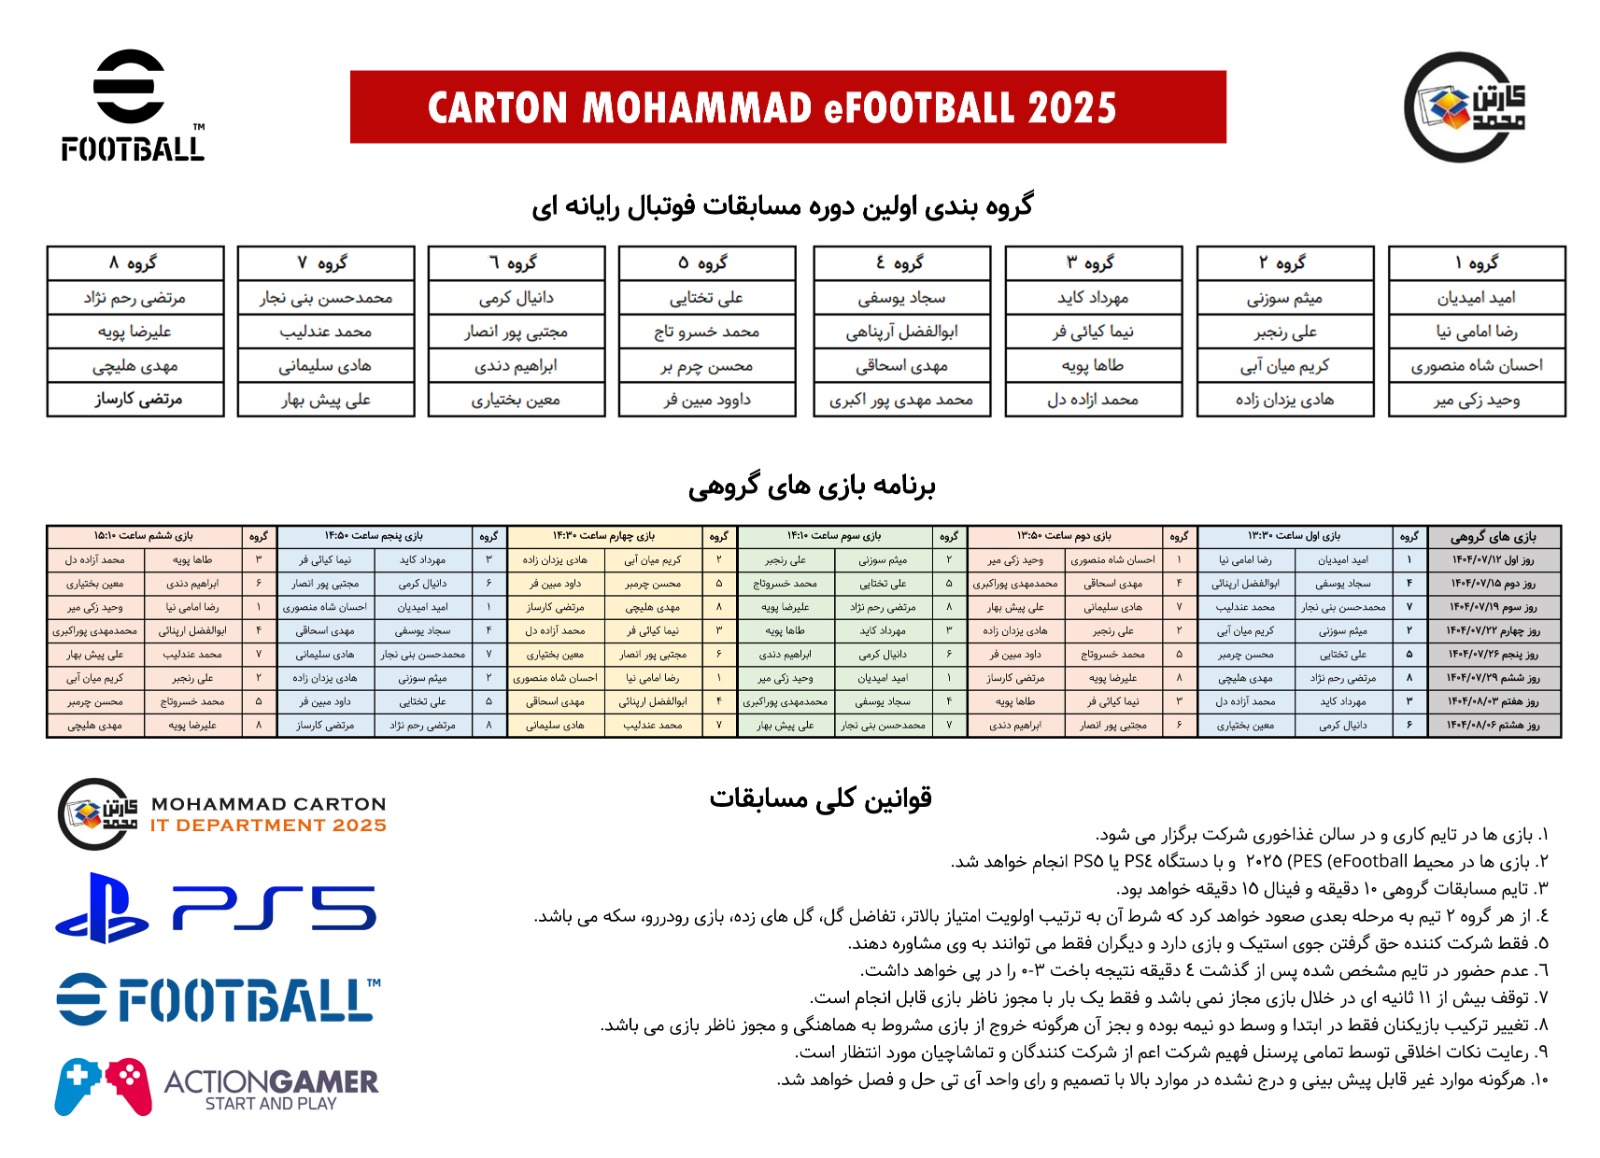 FOOTBALL™
CARTON MOHAMMAD eFOOTBALL 2025
کارتن محمد
گروه بندی اولین دوره مسابقات فوتبال رایانه ای
گروه ۱ گروه ۲ گروه ۳ گروه ٤ گروه ٥ گروه ٦ گروه ۷ گروه ۸
امید امیدیان میثم سوزنی مهرداد کاید سجاد یوسفی علی تختایی دانیال کرمی محمدحسن بنی نجار مرتضی رحم نژاد
رضا امامی نیا علی رنجبر نیما کیائی فر ابوالفضل آرپناهی محمد خسرو تاج مجتبی پور انصار محمد عندلیب علیرضا پویه
احسان شاه منصوری کریم میان آبی طاها پویه مهدی اسحاقی محسن چرم بر ابراهیم دندی هادی سلیمانی مهدی هلیچی
وحید زکی میر هادی یزدان زاده محمد ازاده دل محمد مهدی پور اکبری داوود مبین فر معین بختیاری علی پیش بهار مرتضی کارساز
برنامه بازی های گروهی
بازی های گروهی گروه بازی اول ساعت ۱۳:۳۰ گروه بازی دوم ساعت ۱۳:۵۰ گروه بازی سوم ساعت ۱۴:۱۰ گروه بازی چهارم ساعت ۱۴:۳۰ گروه بازی پنجم ساعت ۱۴:۵۰ گروه بازی ششم ساعت ۱۵:۱۰
روز اول ۱۴۰۴/۰۷/۱۲ ۱ امید امیدیان رضا امامی نیا ۱ احسان شاه منصوری وحید زکی میر ۲ میثم سوزنی علی رنجبر ۲ کریم میان آبی هادی یزدان زاده ۳ مهرداد کاید نیما کیائی فر ۳ طاها پویه محمد آزاده دل
روز دوم ۱۴۰۴/۰۷/۱۵ ۴ سجاد یوسفی ابوالفضل ارپنائی ۴ مهدی اسحاقی محمدمهدی پوراکبری ۵ علی تختایی محمد خسروتاج ۵ محسن چرمبر داود مبین فر ۶ دانیال کرمی مجتبی پور انصار ۶ ابراهیم دندی معین بختیاری
روز سوم ۱۴۰۴/۰۷/۱۹ ۷ محمدحسن بنی نجار محمد عندلیب ۷ هادی سلیمانی علی پیش بهار ۸ مرتضی رحم نژاد علیرضا پویه ۸ مهدی هلیچی مرتضی کارساز ۱ امید امیدیان احسان شاه منصوری ۱ رضا امامی نیا وحید زکی میر
روز چهارم ۱۴۰۴/۰۷/۲۲ ۲ میثم سوزنی کریم میان آبی ۲ علی رنجبر هادی یزدان زاده ۳ مهرداد کاید طاها پویه ۳ نیما کیائی فر محمد آزاده دل ۴ سجاد یوسفی مهدی اسحاقی ۴ ابوالفضل ارپنائی محمدمهدی پوراکبری
روز پنجم ۱۴۰۴/۰۷/۲۶ ۵ علی تختایی محسن چرمبر ۵ محمد خسروتاج داود مبین فر ۶ دانیال کرمی ابراهیم دندی ۶ مجتبی پور انصار معین بختیاری ۷ محمدحسن بنی نجار هادی سلیمانی ۷ محمد عندلیب علی پیش بهار
روز ششم ۱۴۰۴/۰۷/۲۹ ۸ مرتضی رحم نژاد مهدی هلیچی ۸ علیرضا پویه مرتضی کارساز ۱ امید امیدیان وحید زکی میر ۱ رضا امامی نیا احسان شاه منصوری ۲ میثم سوزنی هادی یزدان زاده ۲ علی رنجبر کریم میان آبی
روز هفتم ۱۴۰۴/۰۸/۰۳ ۳ مهرداد کاید محمد آزاده دل ۳ نیما کیائی فر طاها پویه ۴ سجاد یوسفی محمدمهدی پوراکبری ۴ ابوالفضل ارپنائی مهدی اسحاقی ۵ علی تختایی داود مبین فر ۵ محمد خسروتاج محسن چرمبر
روز هشتم ۱۴۰۴/۰۸/۰۶ ۶ دانیال کرمی معین بختیاری ۶ مجتبی پور انصار ابراهیم دندی ۷ محمدحسن بنی نجار علی پیش بهار ۷ محمد عندلیب هادی سلیمانی ۸ مرتضی رحم نژاد مرتضی کارساز ۸ علیرضا پویه مهدی هلیچی
قوانین کلی مسابقات
۱. بازی ها در تایم کاری و در سالن غذاخوری شرکت برگزار می شود.
۲. بازی ها در محیط PES (eFootball) ۲۰۲٥ و با دستگاه PS٤ یا PS٥ انجام خواهد شد.
۳. تایم مسابقات گروهی ۱۰ دقیقه و فینال ۱٥ دقیقه خواهد بود.
٤. از هر گروه ۲ تیم به مرحله بعدی صعود خواهد کرد که شرط آن به ترتیب اولویت امتیاز بالاتر، تفاضل گل، گل های زده، بازی رودررو، سکه می باشد.
٥. فقط شرکت کننده حق گرفتن جوی استیک و بازی دارد و دیگران فقط می توانند به وی مشاوره دهند.
٦. عدم حضور در تایم مشخص شده پس از گذشت ٤ دقیقه نتیجه باخت ۳-۰ را در پی خواهد داشت.
۷. توقف بیش از ۱۱ ثانیه ای در خلال بازی مجاز نمی باشد و فقط یک بار با مجوز ناظر بازی قابل انجام است.
۸. تغییر ترکیب بازیکنان فقط در ابتدا و وسط دو نیمه بوده و بجز آن هرگونه خروج از بازی مشروط به هماهنگی و مجوز ناظر بازی می باشد.
۹. رعایت نکات اخلاقی توسط تمامی پرسنل فهیم شرکت اعم از شرکت کنندگان و تماشاچیان مورد انتظار است.
۱۰. هرگونه موارد غیر قابل پیش بینی و درج نشده در موارد بالا با تصمیم و رای واحد آی تی حل و فصل خواهد شد.
کارتن محمد
MOHAMMAD CARTON
IT DEPARTMENT 2025
PS5
FOOTBALL™
ACTIONGAMER
START AND PLAY